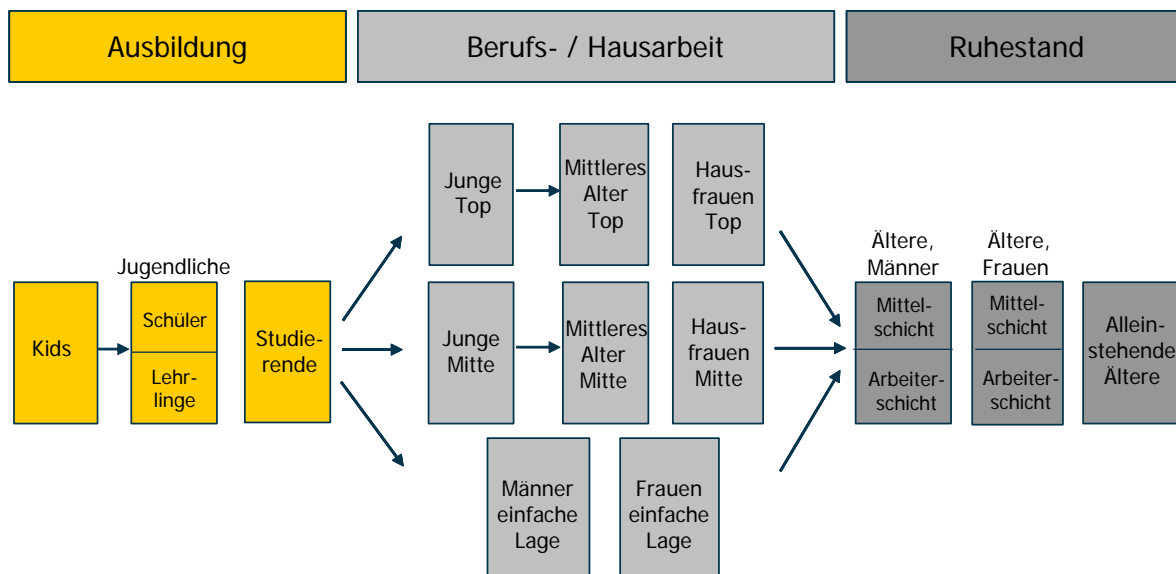 Ausbildung
Berufs- / Hausarbeit
Ruhestand
Kids
Jugendliche
Schüler
Lehr-
linge
Studie-
rende
Junge
Top
Mittleres
Alter
Top
Haus-
frauen
Top
Junge
Mitte
Mittleres
Alter
Mitte
Haus-
frauen
Mitte
Männer
einfache
Lage
Frauen
einfache
Lage
Ältere,
Männer
Mittel-
schicht
Arbeiter-
schicht
Ältere,
Frauen
Mittel-
schicht
Arbeiter-
schicht
Allein-
stehende
Ältere